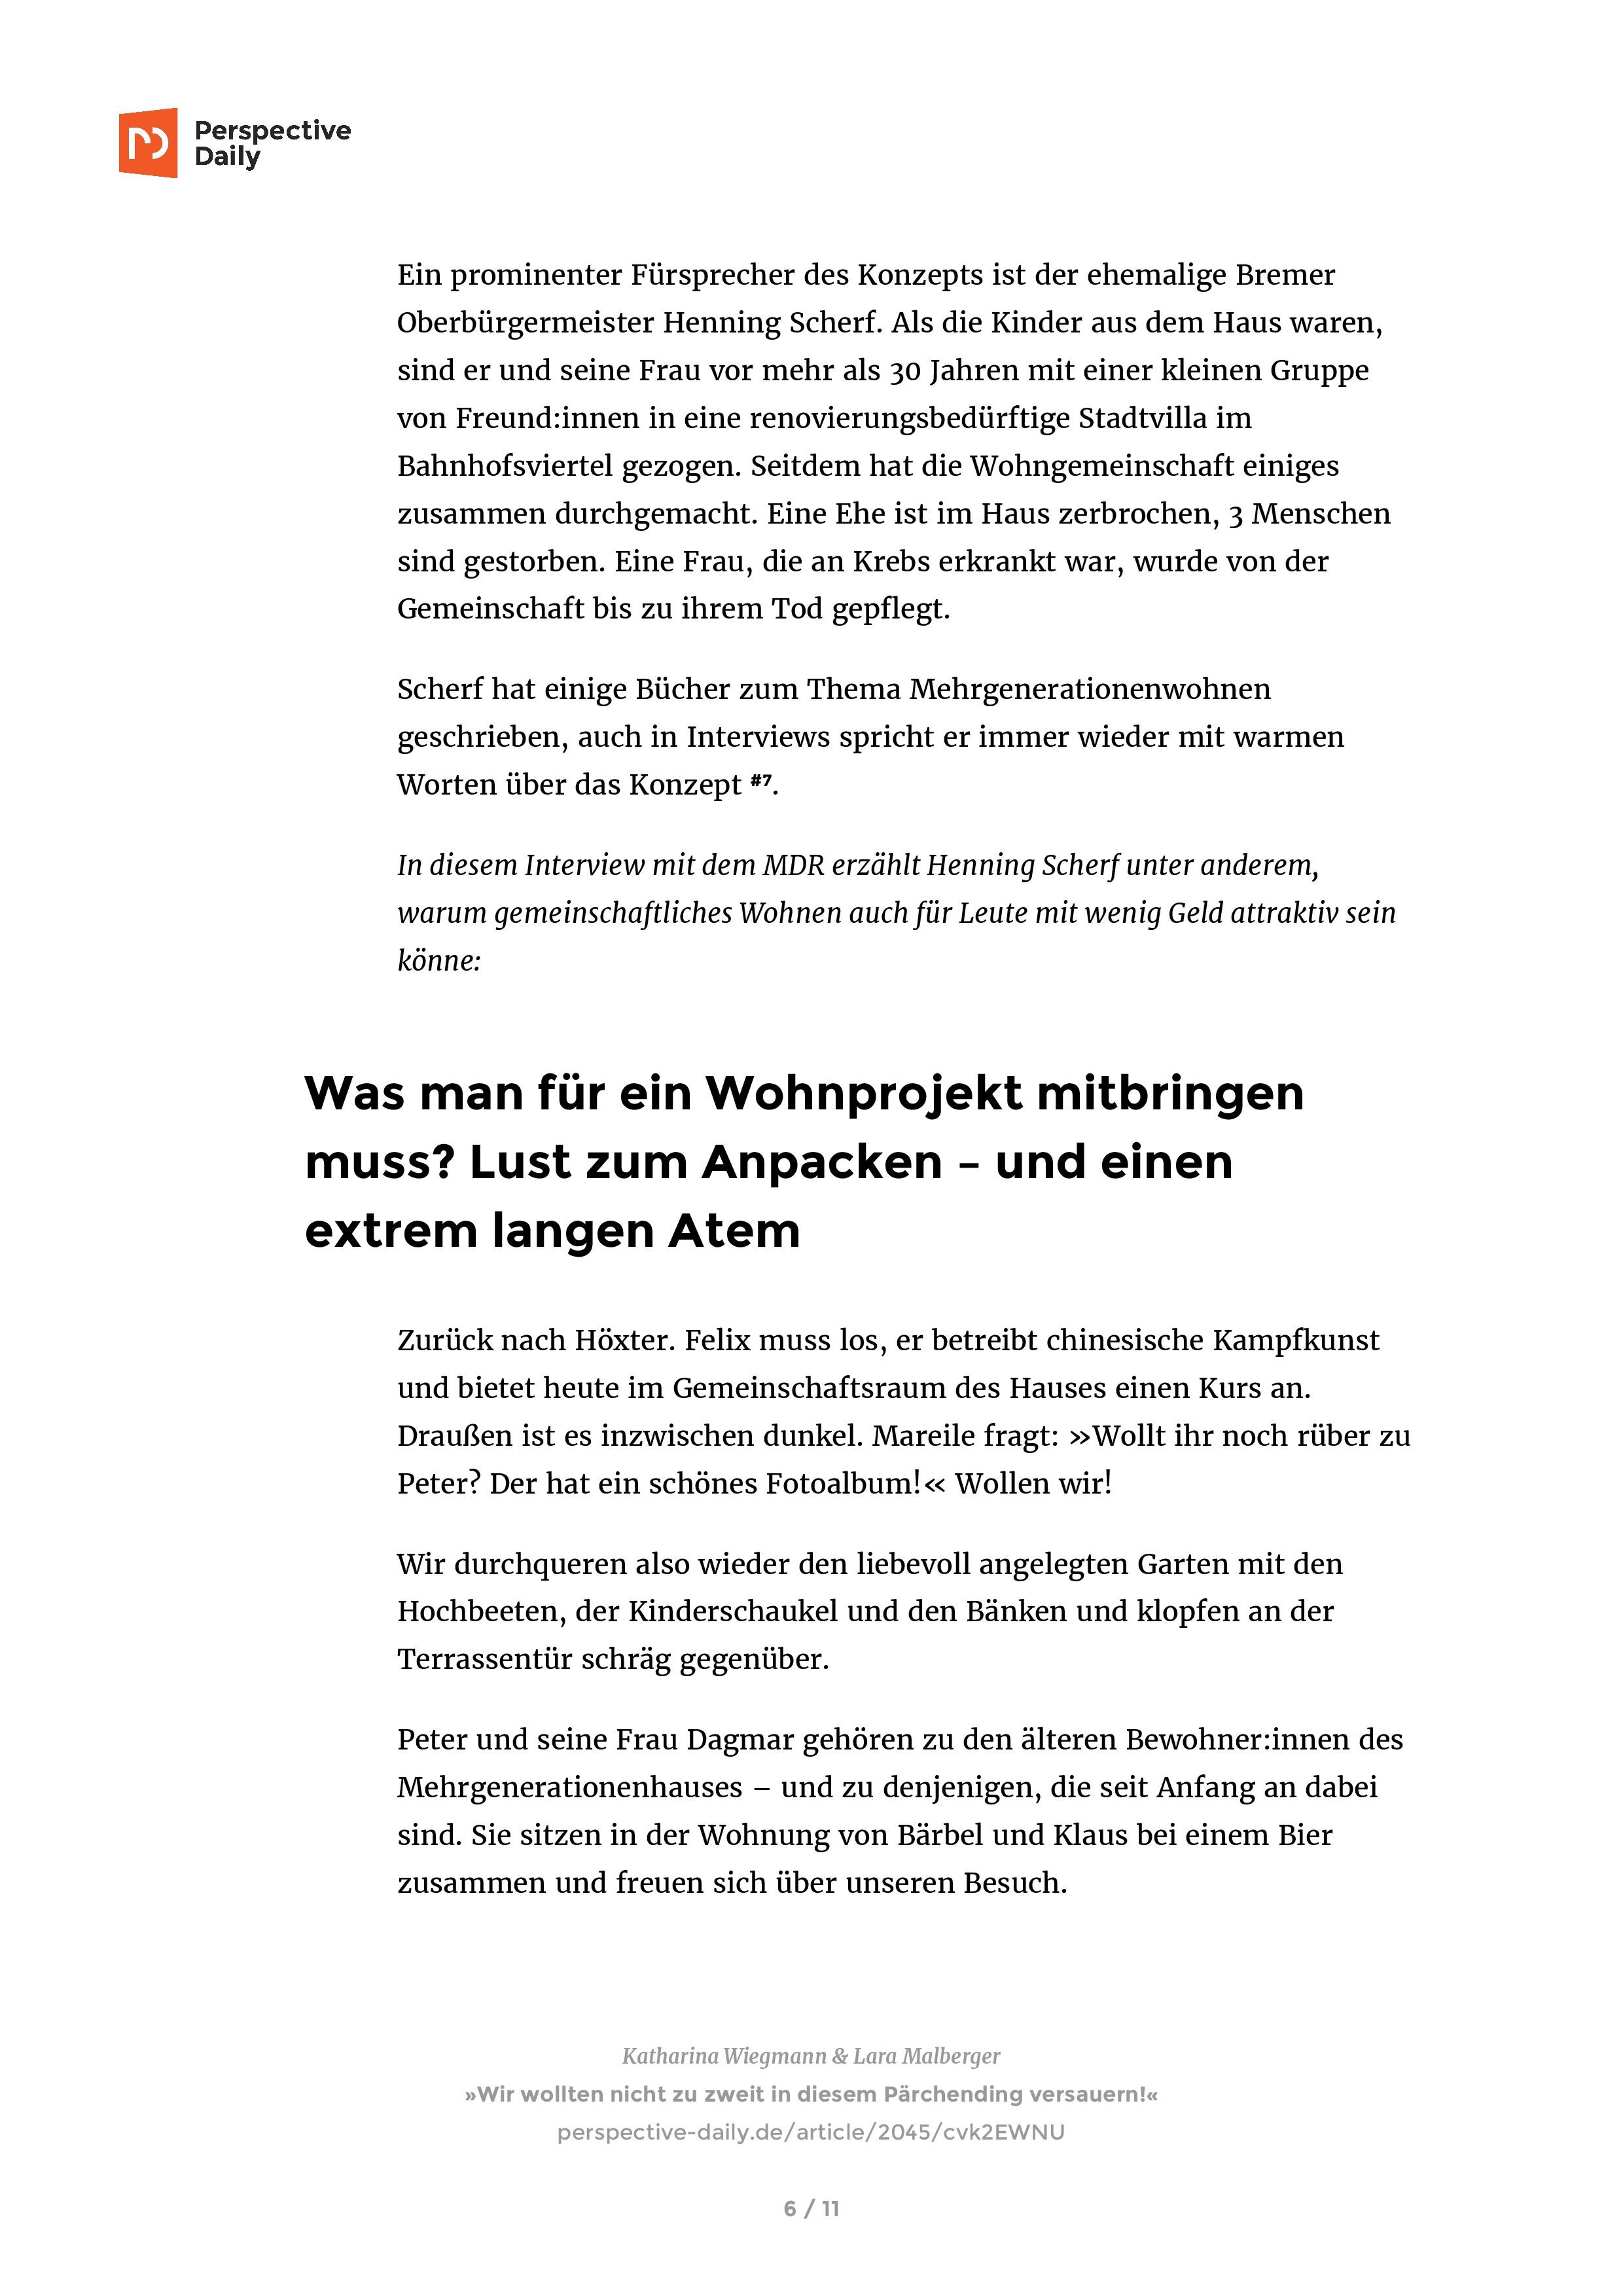 Perspective
Daily
Ein prominenter Fürsprecher des Konzepts ist der ehemalige Bremer
Oberbürgermeister Henning Scherf. Als die Kinder aus dem Haus waren,
sind er und seine Frau vor mehr als 30 Jahren mit einer kleinen Gruppe
von Freund:innen in eine renovierungsbedürftige Stadtvilla im
Bahnhofsviertel gezogen. Seitdem hat die Wohngemeinschaft einiges
zusammen durchgemacht. Eine Ehe ist im Haus zerbrochen, 3 Menschen
sind gestorben. Eine Frau, die an Krebs erkrankt war, wurde von der
Gemeinschaft bis zu ihrem Tod gepflegt.
Scherf hat einige Bücher zum Thema Mehrgenerationenwohnen
geschrieben, auch in Interviews spricht er immer wieder mit warmen
Worten über das Konzept #7.
In diesem Interview mit dem MDR erzählt Henning Scherf unter anderem,
warum gemeinschaftliches Wohnen auch für Leute mit wenig Geld attraktiv sein
könne:
Was man für ein Wohnprojekt mitbringen
muss? Lust zum Anpacken – und einen
extrem langen Atem
Zurück nach Höxter. Felix muss los, er betreibt chinesische Kampfkunst
und bietet heute im Gemeinschaftsraum des Hauses einen Kurs an.
Draußen ist es inzwischen dunkel. Mareile fragt: »Wollt ihr noch rüber zu
Peter? Der hat ein schönes Fotoalbum!« Wollen wir!
Wir durchqueren also wieder den liebevoll angelegten Garten mit den
Hochbeeten, der Kinderschaukel und den Bänken und klopfen an der
Terrassentür schräg gegenüber.
Peter und seine Frau Dagmar gehören zu den älteren Bewohner:innen des
Mehrgenerationenhauses – und zu denjenigen, die seit Anfang an dabei
sind. Sie sitzen in der Wohnung von Bärbel und Klaus bei einem Bier
zusammen und freuen sich über unseren Besuch.
Katharina Wiegmann & Lara Malberger
»Wir wollten nicht zu zweit in diesem Pärchending versauern!«
perspective-daily.de/article/2045/cvk2EWNU
6 / 11